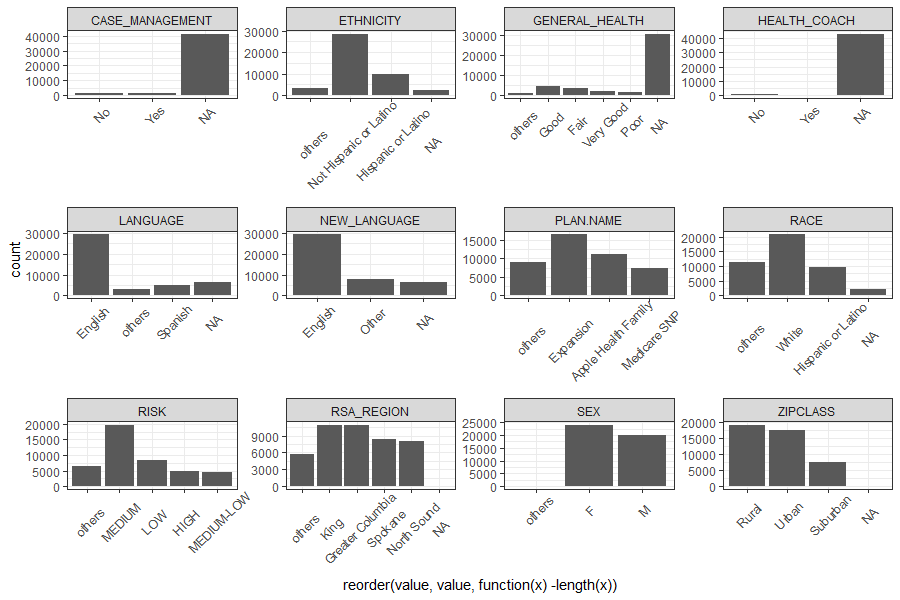 CASE_MANAGEMENT
40000
30000
20000
10000
0
No
Yes
NA
ETHNICITY
30000
20000
10000
0
others
Not Hispanic or Latino
Hispanic or Latino
NA
GENERAL_HEALTH
30000
20000
10000
0
others
Good
Fair
Very Good
Poor
NA
HEALTH_COACH
40000
30000
20000
10000
0
No
Yes
NA
count
LANGUAGE
30000
20000
10000
0
English
others
Spanish
NA
NEW_LANGUAGE
30000
20000
10000
0
English
Other
NA
PLAN.NAME
15000
10000
5000
0
others
Expansion
Apple Health Family
Medicare SNP
RACE
20000
15000
10000
5000
0
others
White
Hispanic or Latino
NA
RISK
20000
15000
10000
5000
0
others
MEDIUM
LOW
HIGH
MEDIUM-LOW
RSA_REGION
9000
6000
3000
0
others
King
Greater Columbia
Spokane
North Sound
NA
SEX
25000
20000
15000
10000
5000
0
others
F
M
ZIPCLASS
20000
15000
10000
5000
0
Rural
Urban
Suburban
NA
reorder(value, value, function(x) -length(x))